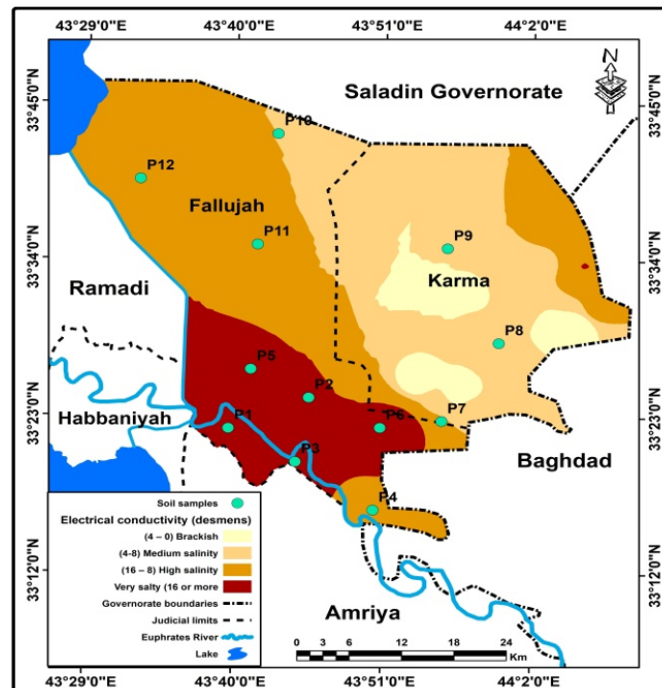 43°29'0"E 43°40'0"E 43°51'0"E 44°2'0"E
N
Saladin Governorate
33°45'0"N 33°45'0"N
P10
P12
Fallujah
P11
P9
33°34'0"N 33°34'0"N
Karma
Ramadi
P8
P5
P2
Habbaniyah
P1 P6 P7
33°23'0"N 33°23'0"N
P3
Baghdad
P4
Soil samples
Electrical conductivity (desmens)
(4 – 0) Brackish
(4-8) Medium salinity
(16 – 8) High salinity
Very salty (16 or more
Governorate boundaries
Judicial limits
Euphrates River
Lake
33°12'0"N 33°12'0"N
Amriya
0 3 6 12 18 24
Km
43°29'0"E 43°40'0"E 43°51'0"E 44°2'0"E